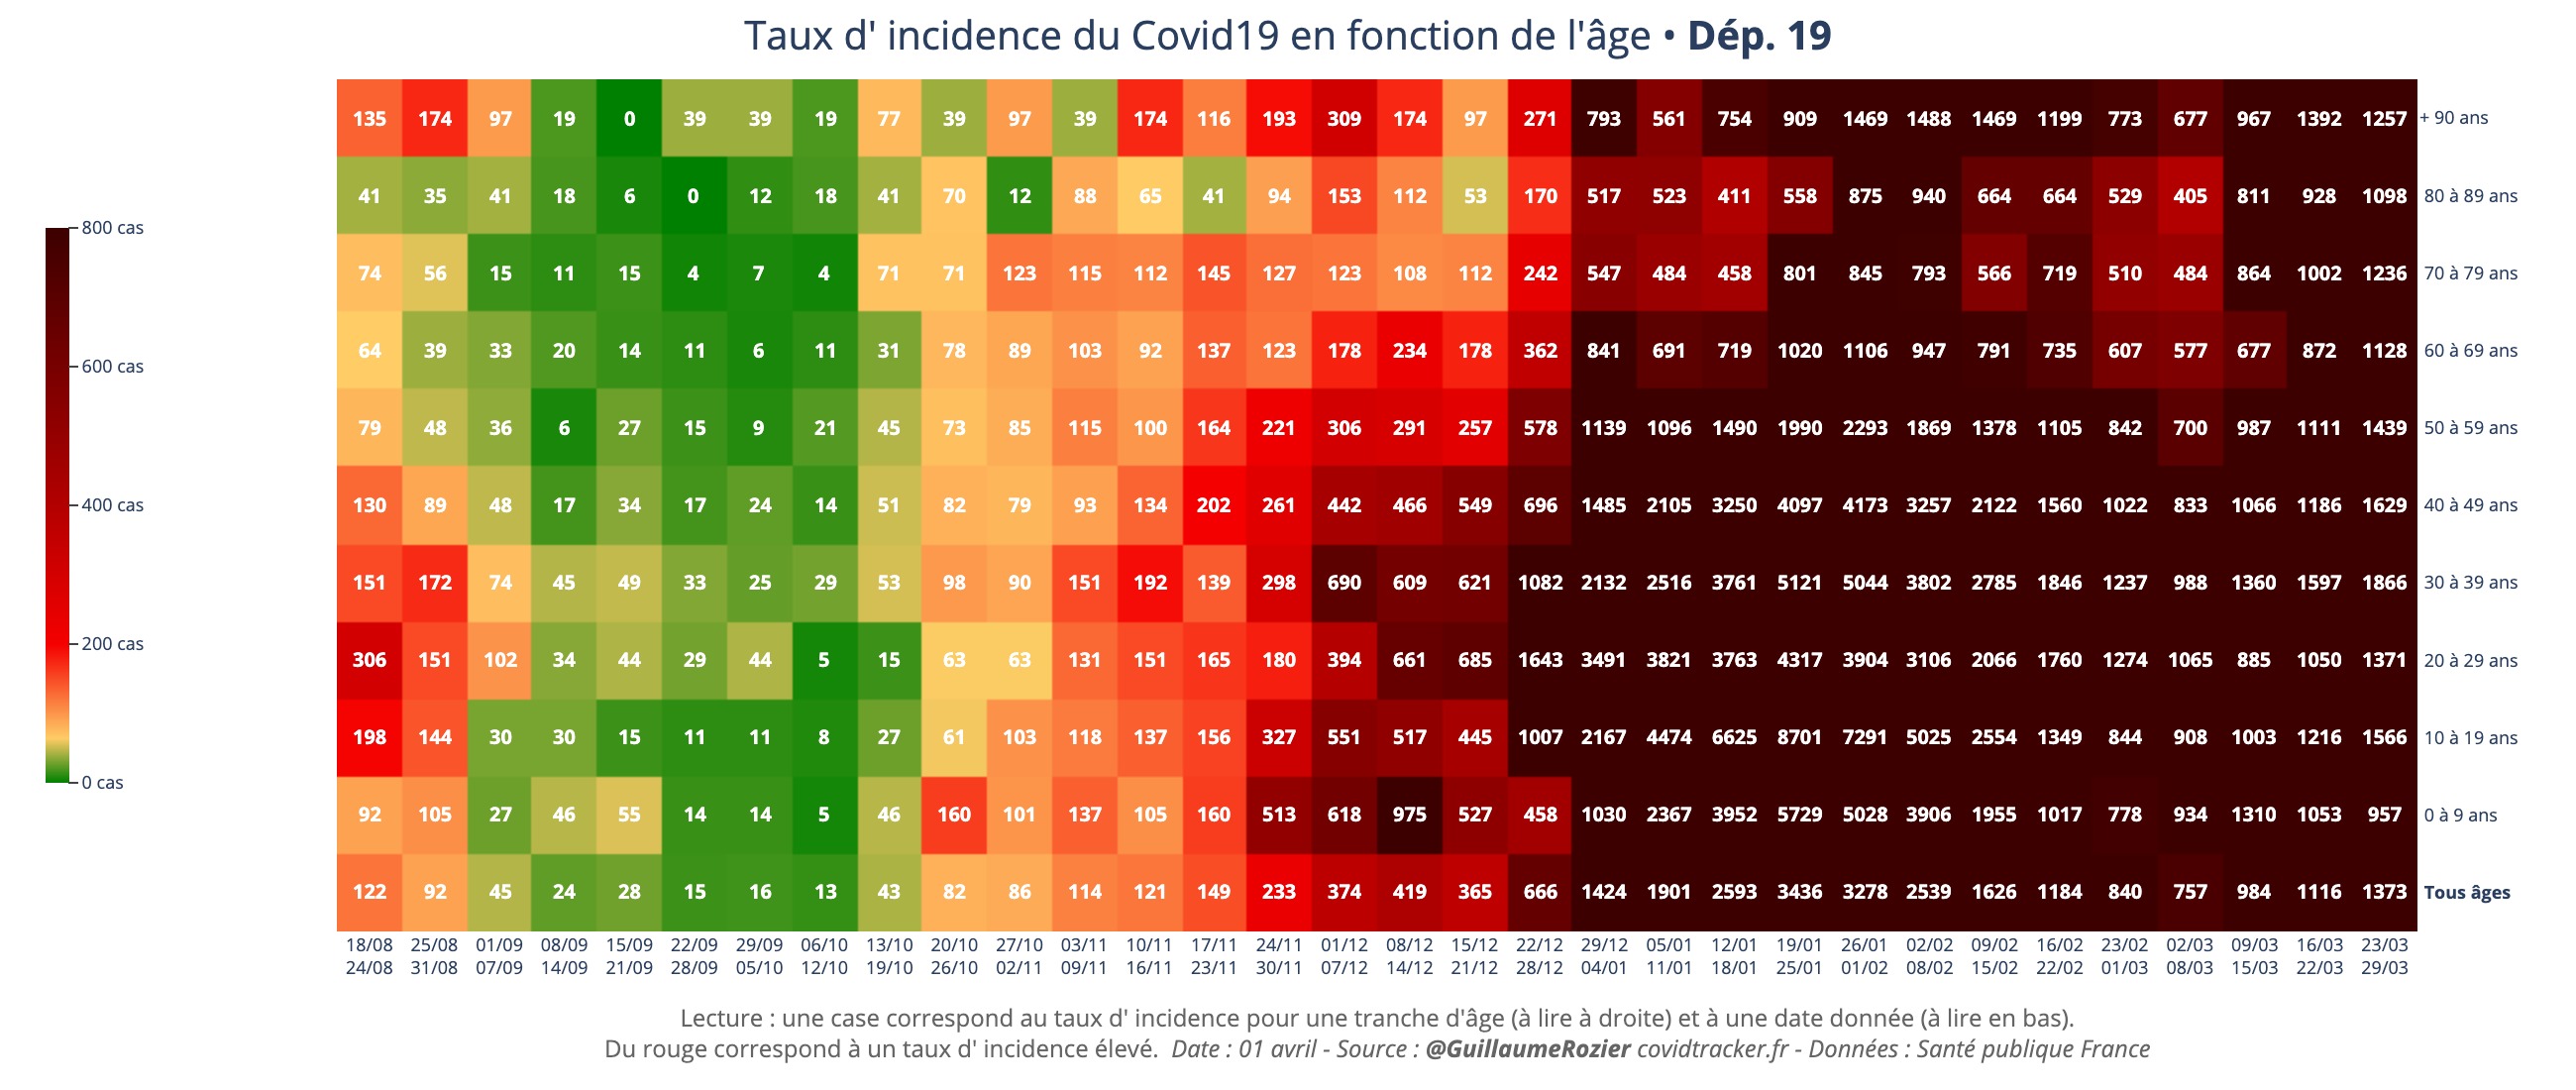 Taux d' incidence du Covid19 en fonction de l'âge • Dép. 19
800 cas
600 cas
400 cas
200 cas
0 cas
135 174 97 19 0 39 39 19 77 39 97 39 174 116 193 309 174 97 271 793 561 754 909 1469 1488 1469 1199 773 677 967 1392 1257 + 90 ans
41 35 41 18 6 0 12 18 41 70 12 88 65 41 94 153 112 53 170 517 523 411 558 875 940 664 664 529 405 811 928 1098 80 à 89 ans
74 56 15 11 15 4 7 4 71 71 123 115 112 145 127 123 108 112 242 547 484 458 801 845 793 566 719 510 484 864 1002 1236 70 à 79 ans
64 39 33 20 14 11 6 11 31 78 89 103 92 137 123 178 234 178 362 841 691 719 1020 1106 947 791 735 607 577 677 872 1128 60 à 69 ans
79 48 36 6 27 15 9 21 45 73 85 115 100 164 221 306 291 257 578 1139 1096 1490 1990 2293 1869 1378 1105 842 700 987 1111 1439 50 à 59 ans
130 89 48 17 34 17 24 14 51 82 79 93 134 202 261 442 466 549 696 1485 2105 3250 4097 4173 3257 2122 1560 1022 833 1066 1186 1629 40 à 49 ans
151 172 74 45 49 33 25 29 53 98 90 151 192 139 298 690 609 621 1082 2132 2516 3761 5121 5044 3802 2785 1846 1237 988 1360 1597 1866 30 à 39 ans
306 151 102 34 44 29 44 5 15 63 63 131 151 165 180 394 661 685 1643 3491 3821 3763 4317 3904 3106 2066 1760 1274 1065 885 1050 1371 20 à 29 ans
198 144 30 30 15 11 11 8 27 61 103 118 137 156 327 551 517 445 1007 2167 4474 6625 8701 7291 5025 2554 1349 844 908 1003 1216 1566 10 à 19 ans
92 105 27 46 55 14 14 5 46 160 101 137 105 160 513 618 975 527 458 1030 2367 3952 5729 5028 3906 1955 1017 778 934 1310 1053 957 0 à 9 ans
122 92 45 24 28 15 16 13 43 82 86 114 121 149 233 374 419 365 666 1424 1901 2593 3436 3278 2539 1626 1184 840 757 984 1116 1373 Tous âges
18/08 25/08 01/09 08/09 15/09 22/09 29/09 06/10 13/10 20/10 27/10 03/11 10/11 17/11 24/11 01/12 08/12 15/12 22/12 29/12 05/01 12/01 19/01 26/01 02/02 09/02 16/02 23/02 02/03 09/03 16/03 23/03
24/08 31/08 07/09 14/09 21/09 28/09 05/10 12/10 19/10 26/10 02/11 09/11 16/11 23/11 30/11 07/12 14/12 21/12 28/12 04/01 11/01 18/01 25/01 01/02 08/02 15/02 22/02 01/03 08/03 15/03 22/03 29/03
Lecture : une case correspond au taux d' incidence pour une tranche d'âge (à lire à droite) et à une date donnée (à lire en bas).
Du rouge correspond à un taux d' incidence élevé. Date : 01 avril - Source : @GuillaumeRozier covidtracker.fr - Données : Santé publique France